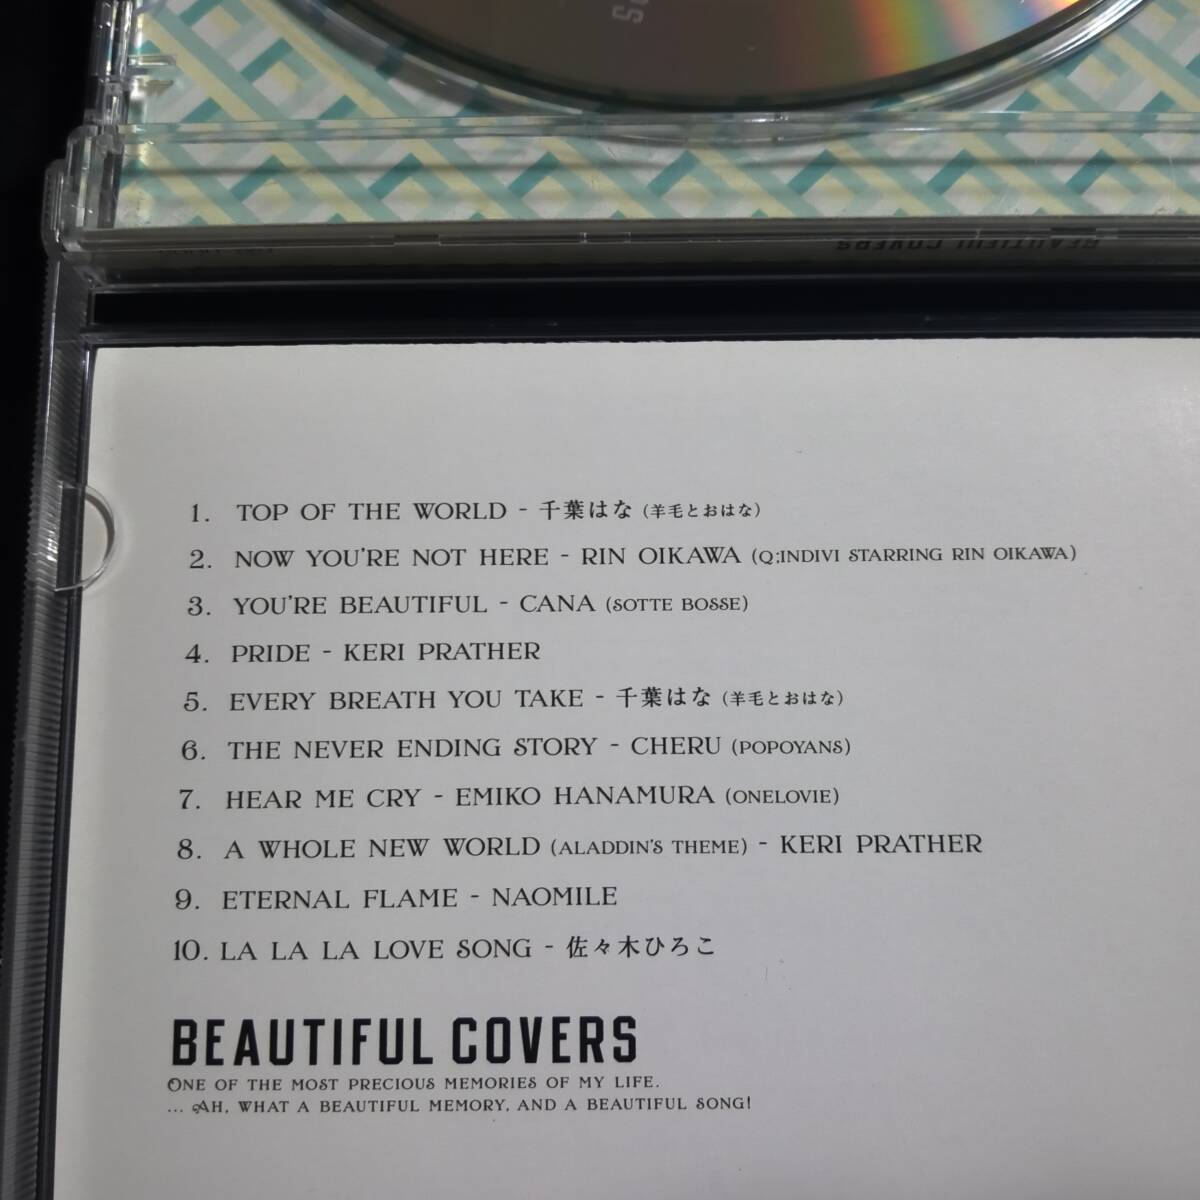 BEAUTIFUL COVERS
1. TOP OF THE WORLD - 千葉はな (羊毛とおはな)
2. NOW YOU'RE NOT HERE - RIN OIKAWA (Q;INDIVI STARRING RIN OIKAWA)
3. YOU'RE BEAUTIFUL - CANA (SOTTE BOSSE)
4. PRIDE - KERI PRATHER
5. EVERY BREATH YOU TAKE - 千葉はな (羊毛とおはな)
6. THE NEVER ENDING STORY - CHERU (POPOYANS)
7. HEAR ME CRY - EMIKO HANAMURA (ONELOVIE)
8. A WHOLE NEW WORLD (ALADDIN'S THEME) - KERI PRATHER
9. ETERNAL FLAME - NAOMILE
10. LA LA LA LOVE SONG - 佐々木ひろこ
BEAUTIFUL COVERS
ONE OF THE MOST PRECIOUS MEMORIES OF MY LIFE.
... AH, WHAT A BEAUTIFUL MEMORY, AND A BEAUTIFUL SONG!